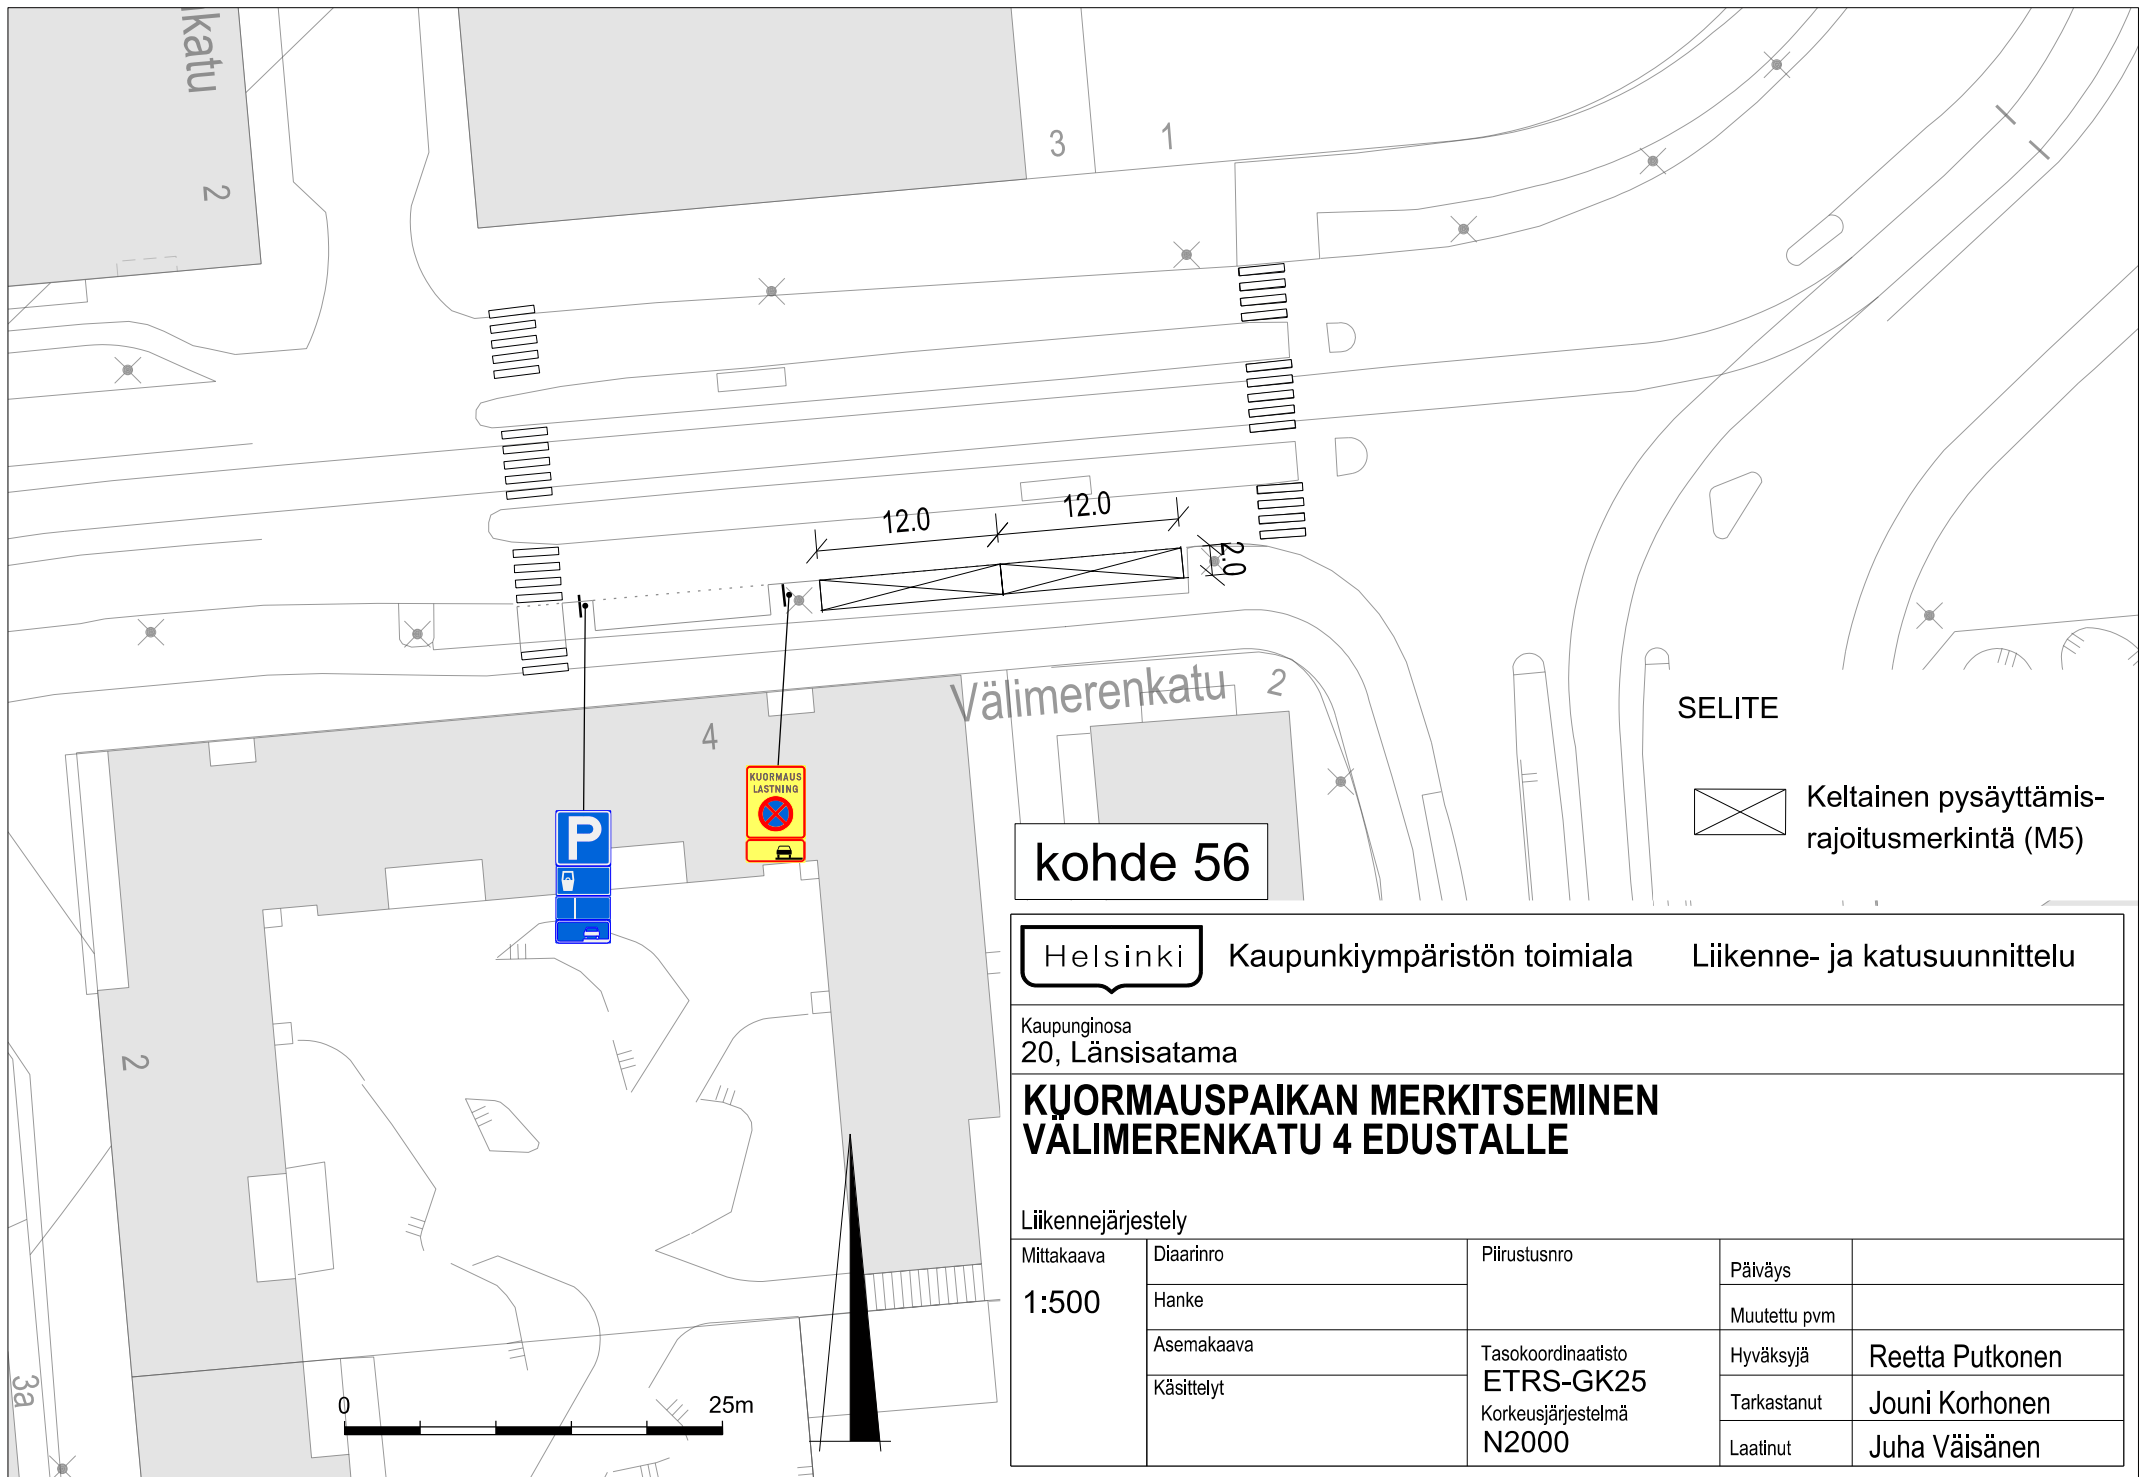 katu
2
3
1
12.0
12.0
2.0
Välimerenkatu
2
4
KUORMAUS
LASTNING
P
SELITE
Keltainen pysäyttämis-
rajoitusmerkintä (M5)
kohde 56
Helsinki
Kaupunkiympäristön toimiala
Liikenne- ja katusuunnittelu
Kaupunginosa
20, Länsisatama
KUORMAUSPAIKAN MERKITSEMINEN
VÄLIMERENKATU 4 EDUSTALLE
Liikennejärjestely
Mittakaava
1:500
Diaarinro
Hanke
Asemakaava
Käsittelyt
Piirustusnro
Tasokoordinaatisto
ETRS-GK25
Korkeusjärjestelmä
N2000
Päiväys
Muutettu pvm
Hyväksyjä
Reetta Putkonen
Tarkastanut
Jouni Korhonen
Laatinut
Juha Väisänen
2
3a
0
25m